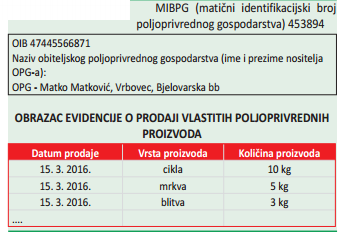 MIBPG (matični identifikacijski broj
poljoprivrednog gospodarstva) 453894
OIB 47445566871
Naziv obiteljskog poljoprivrednog gospodarstva (ime i prezime nositelja
OPG-a):
OPG - Matko Matković, Vrbovec, Bjelovarska bb
OBRAZAC EVIDENCIJE O PRODAJI VLASTITIH POLJOPRIVREDNIH
PROIZVODA
Datum prodaje Vrsta proizvoda Količina proizvoda
15. 3. 2016. cikla 10 kg
15. 3. 2016. mrkva 5 kg
15. 3. 2016. blitva 3 kg
....